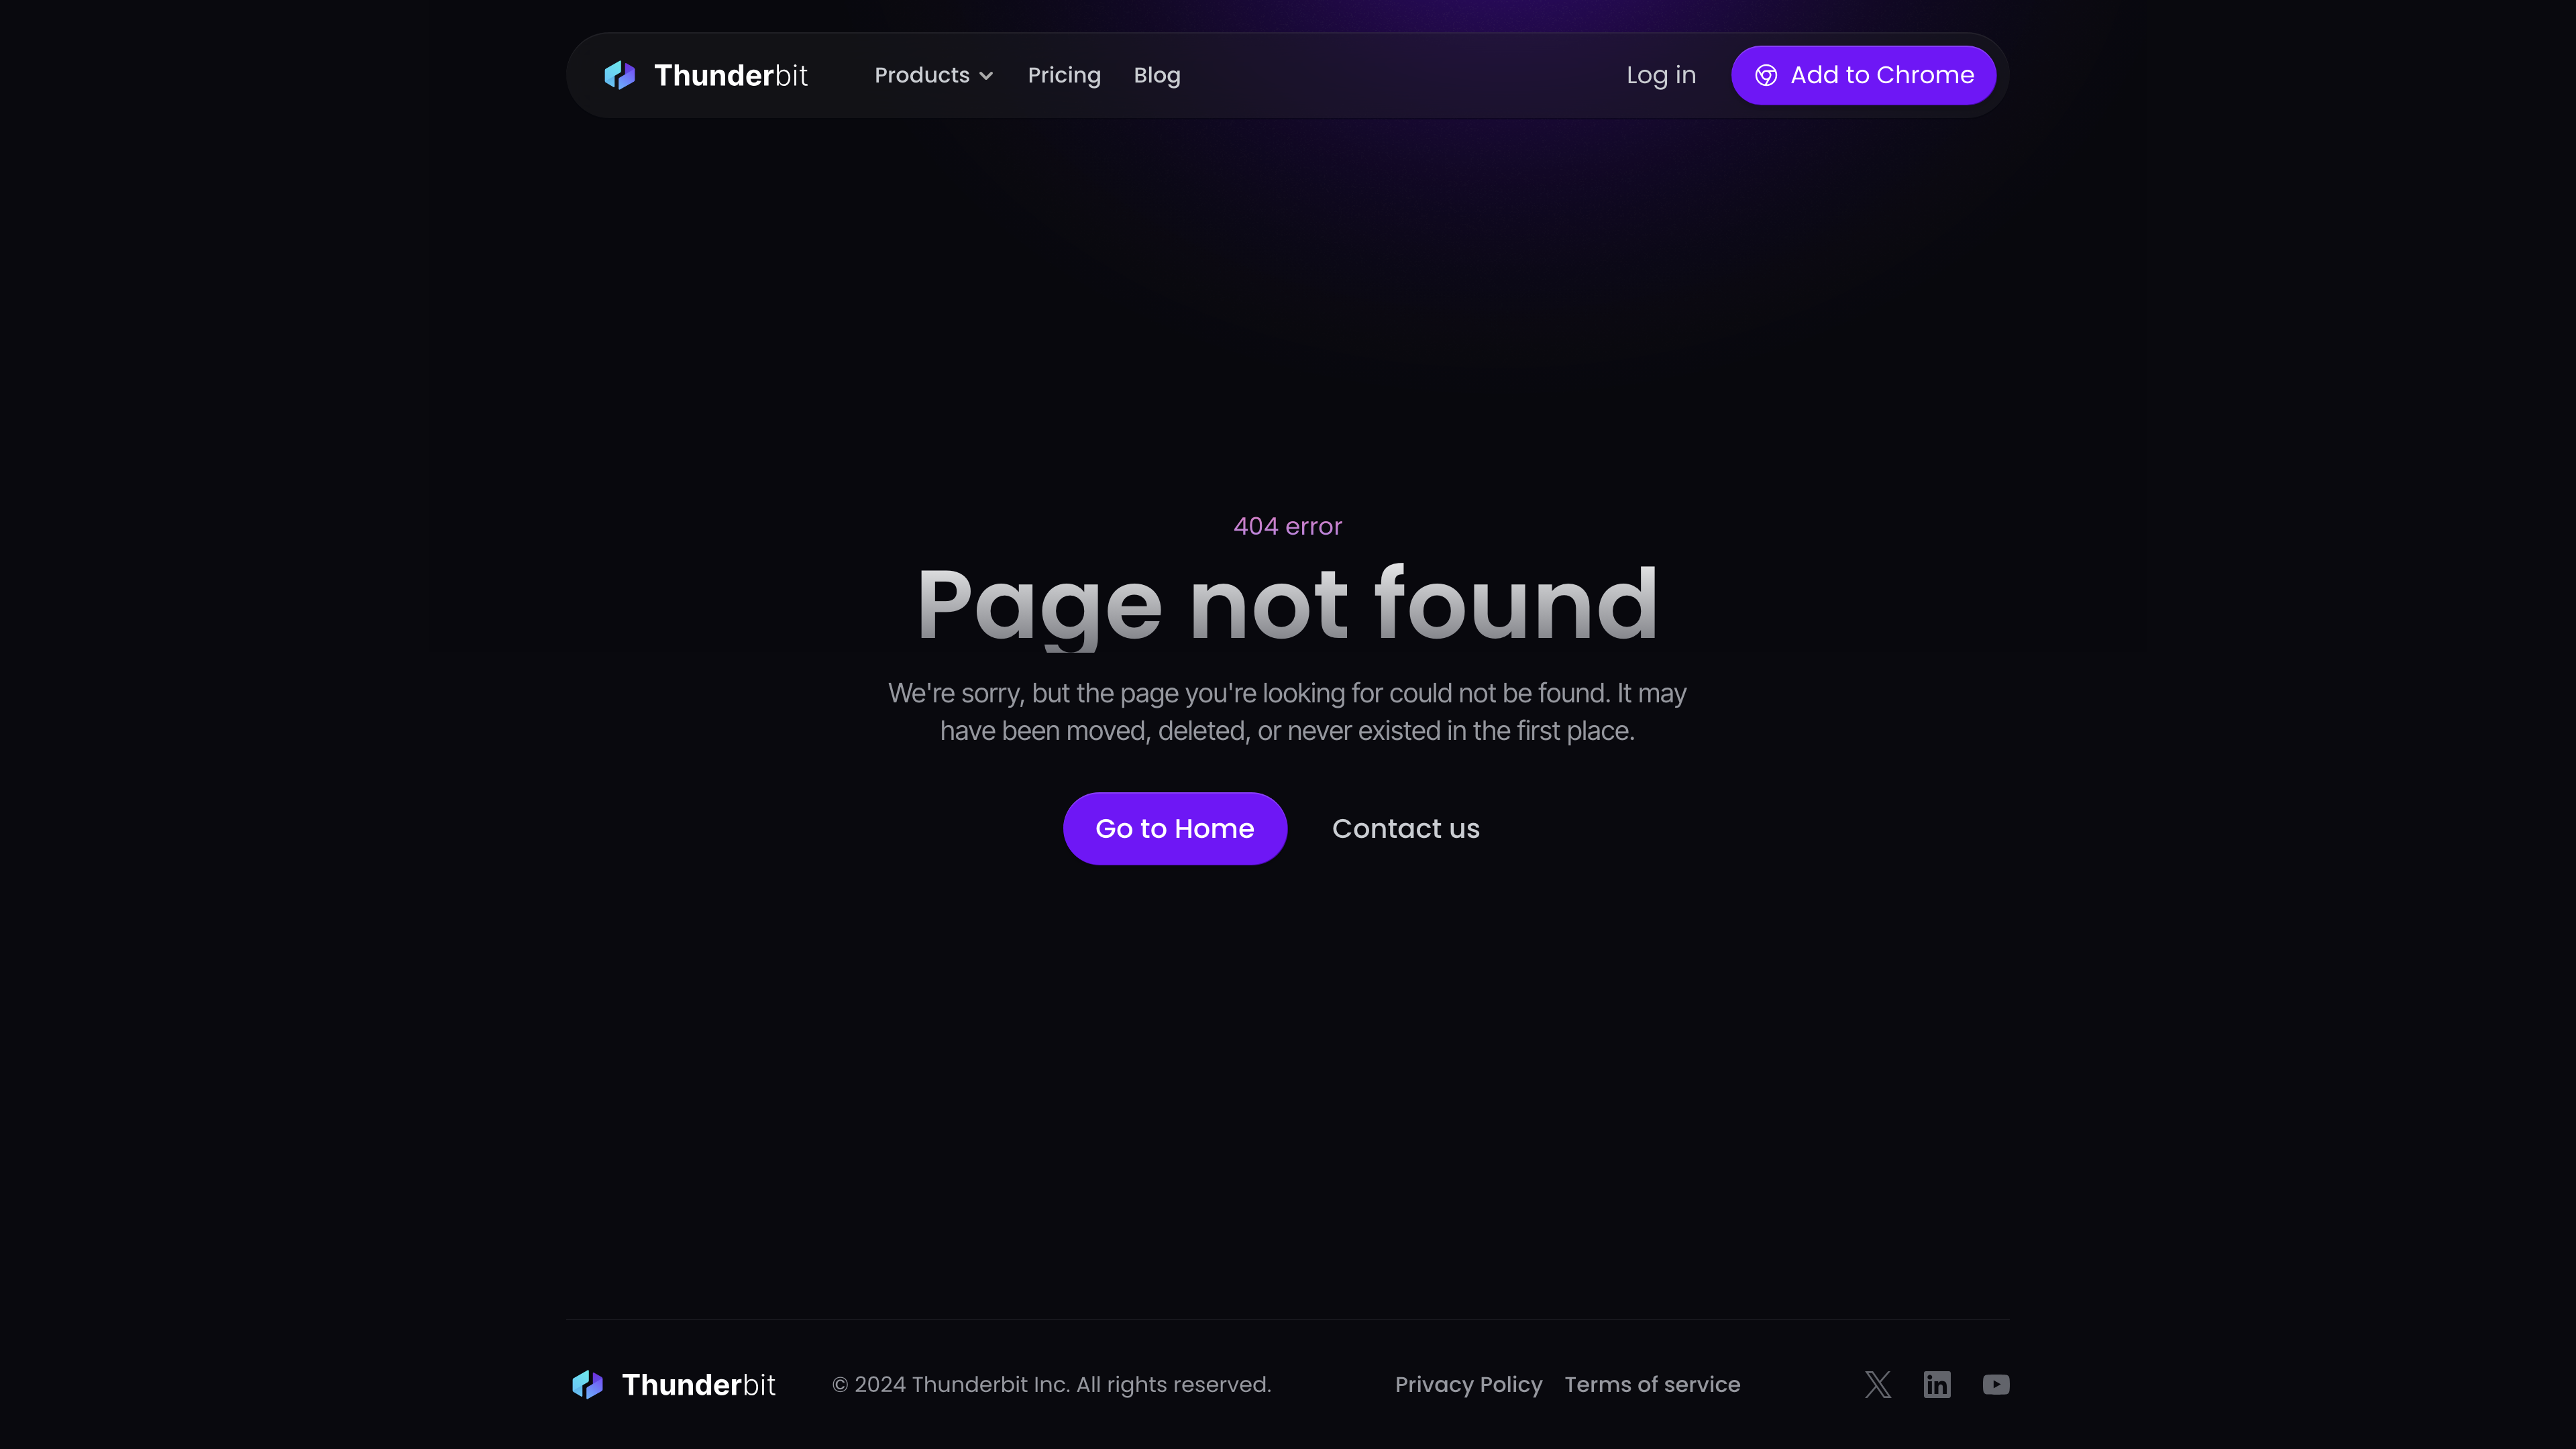 Thunderbit
Products
Pricing
Blog
Log in
Add to Chrome
404 error
Page not found
We're sorry, but the page you're looking for could not be found. It may
have been moved, deleted, or never existed in the first place.
Go to Home
Contact us
Thunderbit
© 2024 Thunderbit Inc. All rights reserved.
Privacy Policy
Terms of service